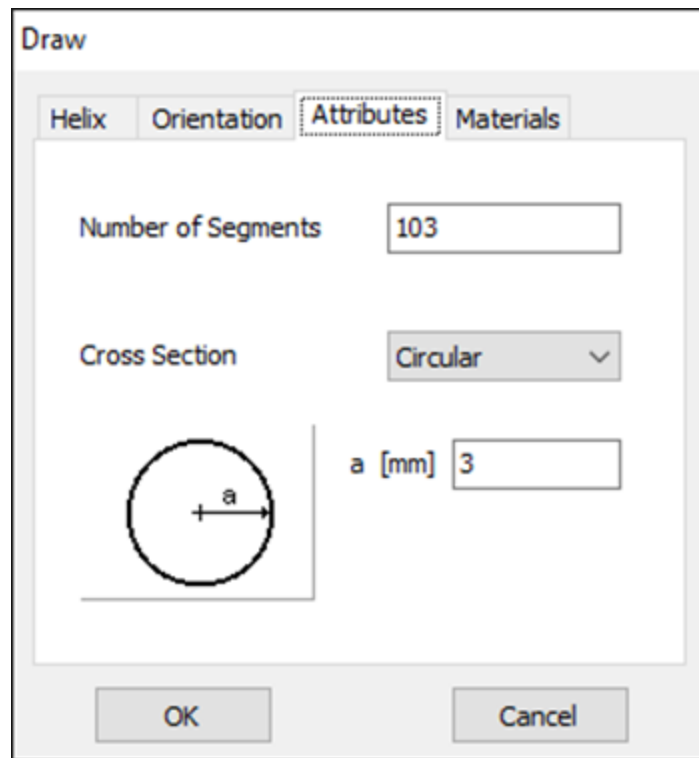 Draw
Helix Orientation Attributes Materials
Number of Segments 103
Cross Section Circular
a [mm] 3
a
OK Cancel